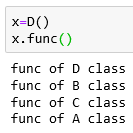 x=D()
x.func()
func of D class
func of B class
func of C class
func of A class